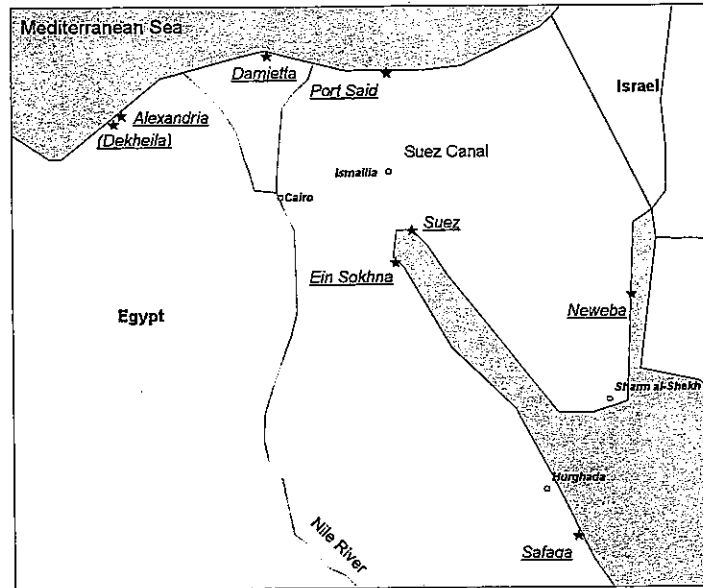 Mediterranean Sea
Damietta
Port Said
Israel
Alexandria
(Dekheila)
Suez Canal
Ismailia
Cairo
Suez
Ein Sokhna
Neweba
Egypt
Sharm al-Shekh
Hurghada
Nile River
Safaga